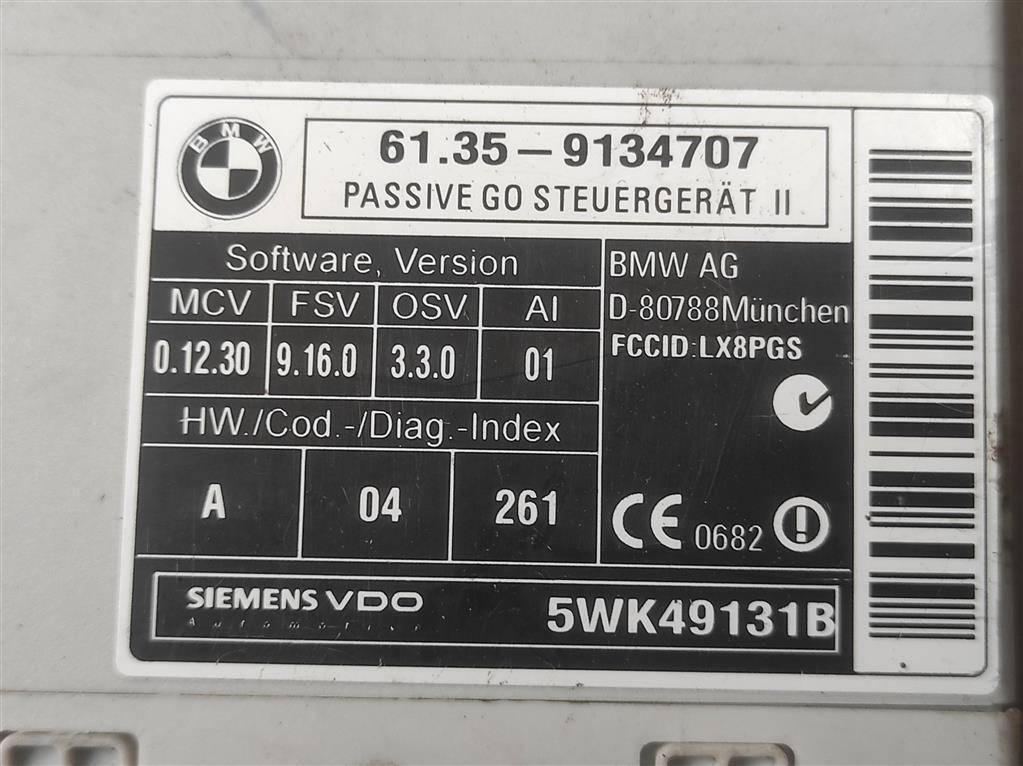 BMW
61.35 – 9134707
PASSIVE GO STEUERGERÄT II
Software, Version
MCV FSV OSV AI
0.12.30 9.16.0 3.3.0 01
HW./Cod.-/Diag.-Index
A 04 261
BMW AG
D-80788München
FCCID:LX8PGS
CE 0682
SIEMENS VDO
Automotive
5WK49131B